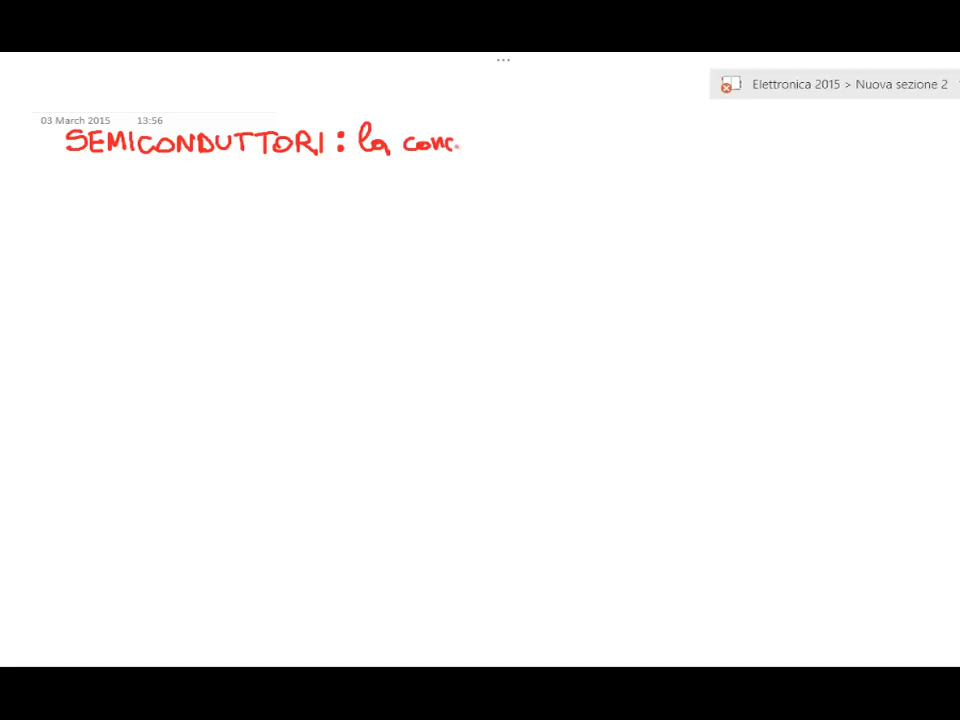 ...
Elettronica 2015 > Nuova sezione 2
03 March 2015 13:56
SEMICONDUTTORI: la conc